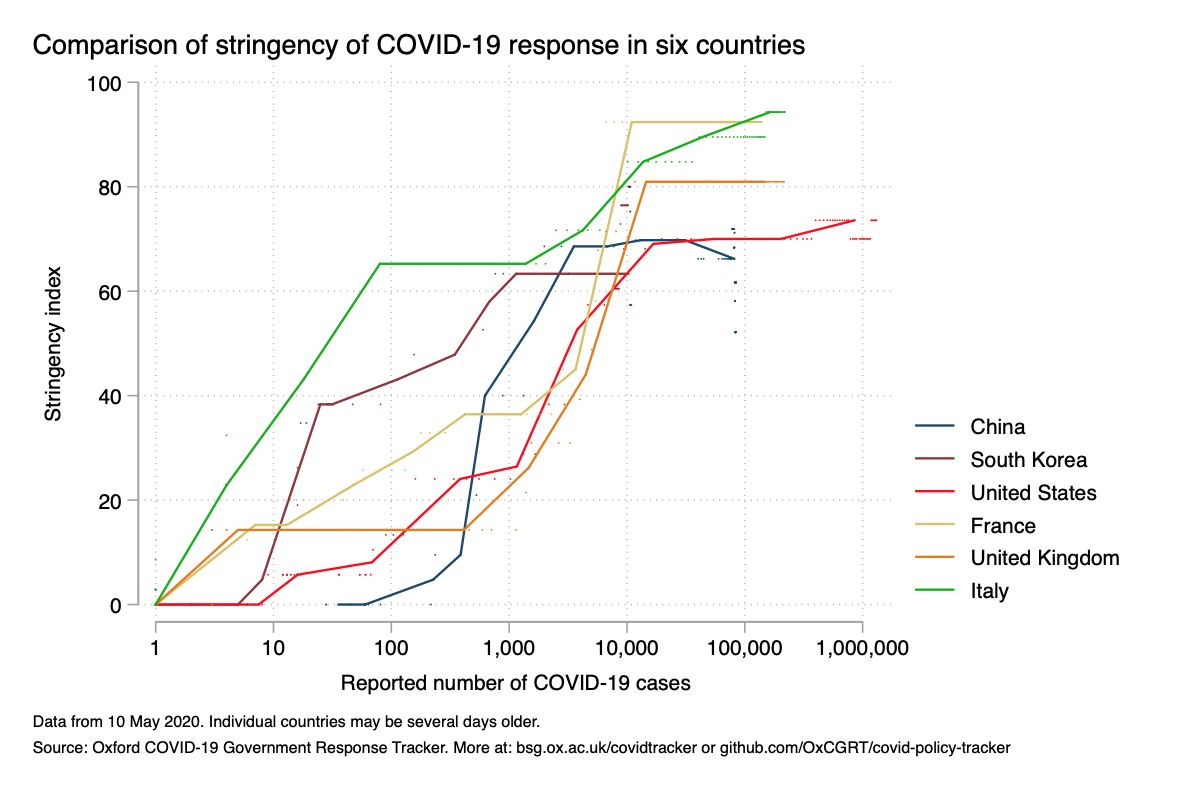 Comparison of stringency of COVID-19 response in six countries
100
80
60
40
20
0
Stringency index
1 10 100 1,000 10,000 100,000 1,000,000
Reported number of COVID-19 cases
China
South Korea
United States
France
United Kingdom
Italy
Data from 10 May 2020. Individual countries may be several days older.
Source: Oxford COVID-19 Government Response Tracker. More at: bsg.ox.ac.uk/covidtracker or github.com/OxCGRT/covid-policy-tracker